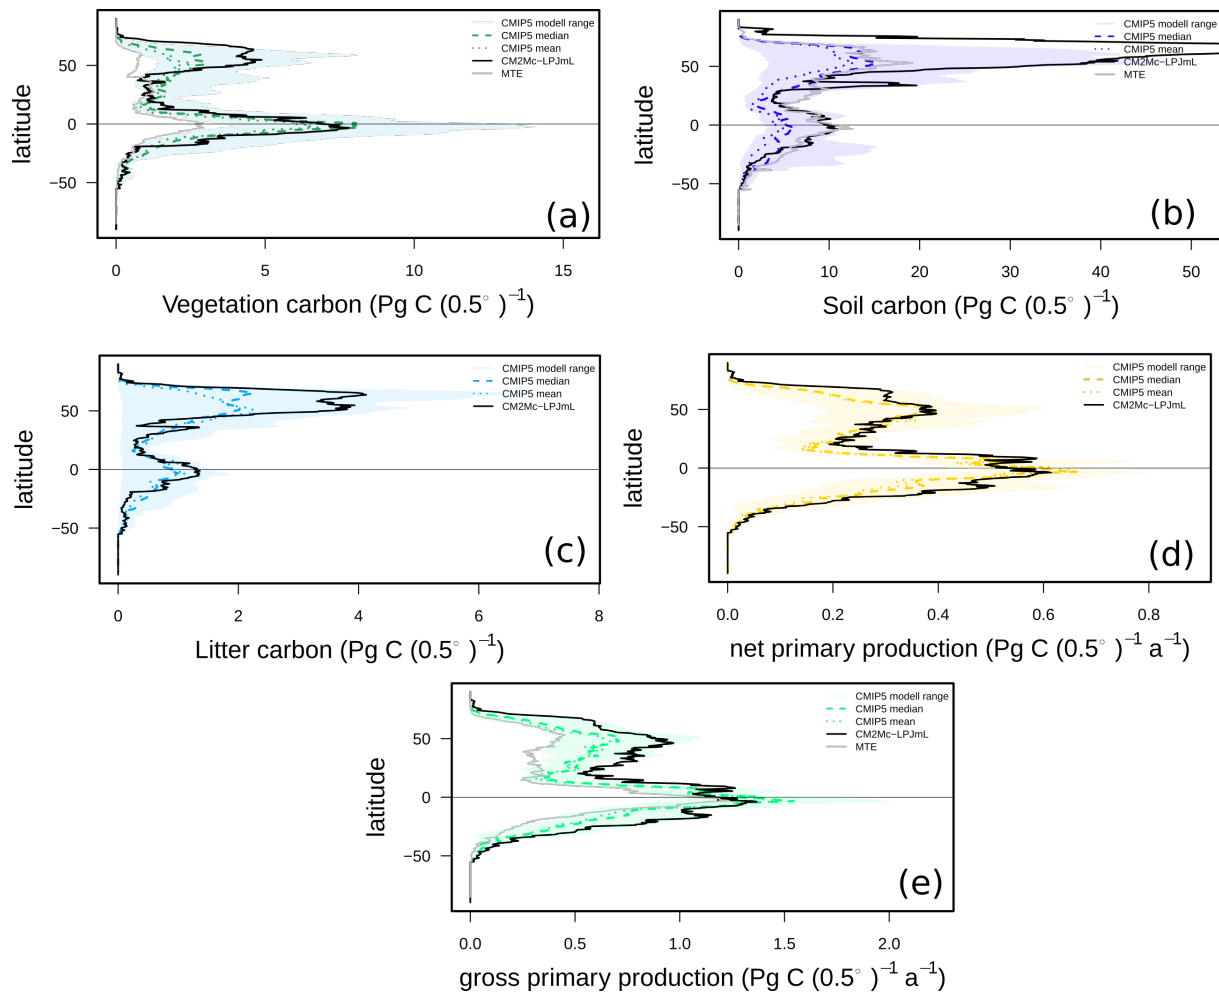 CMIP5 modell range
CMIP5 median
CMIP5 mean
CM2Mc−LPJmL
MTE
latitude
50
0
−50
(a)
0 5 10 15
Vegetation carbon (Pg C (0.5° )⁻¹)
CMIP5 modell range
CMIP5 median
CMIP5 mean
CM2Mc−LPJmL
MTE
latitude
50
0
−50
(b)
0 10 20 30 40 50
Soil carbon (Pg C (0.5° )⁻¹)
CMIP5 modell range
CMIP5 median
CMIP5 mean
CM2Mc−LPJmL
latitude
50
0
−50
(c)
0 2 4 6 8
Litter carbon (Pg C (0.5° )⁻¹)
CMIP5 modell range
CMIP5 median
CMIP5 mean
CM2Mc−LPJmL
latitude
50
0
−50
(d)
0.0 0.2 0.4 0.6 0.8
net primary production (Pg C (0.5° )⁻¹ a⁻¹)
CMIP5 modell range
CMIP5 median
CMIP5 mean
CM2Mc−LPJmL
MTE
latitude
50
0
−50
(e)
0.0 0.5 1.0 1.5 2.0
gross primary production (Pg C (0.5° )⁻¹ a⁻¹)